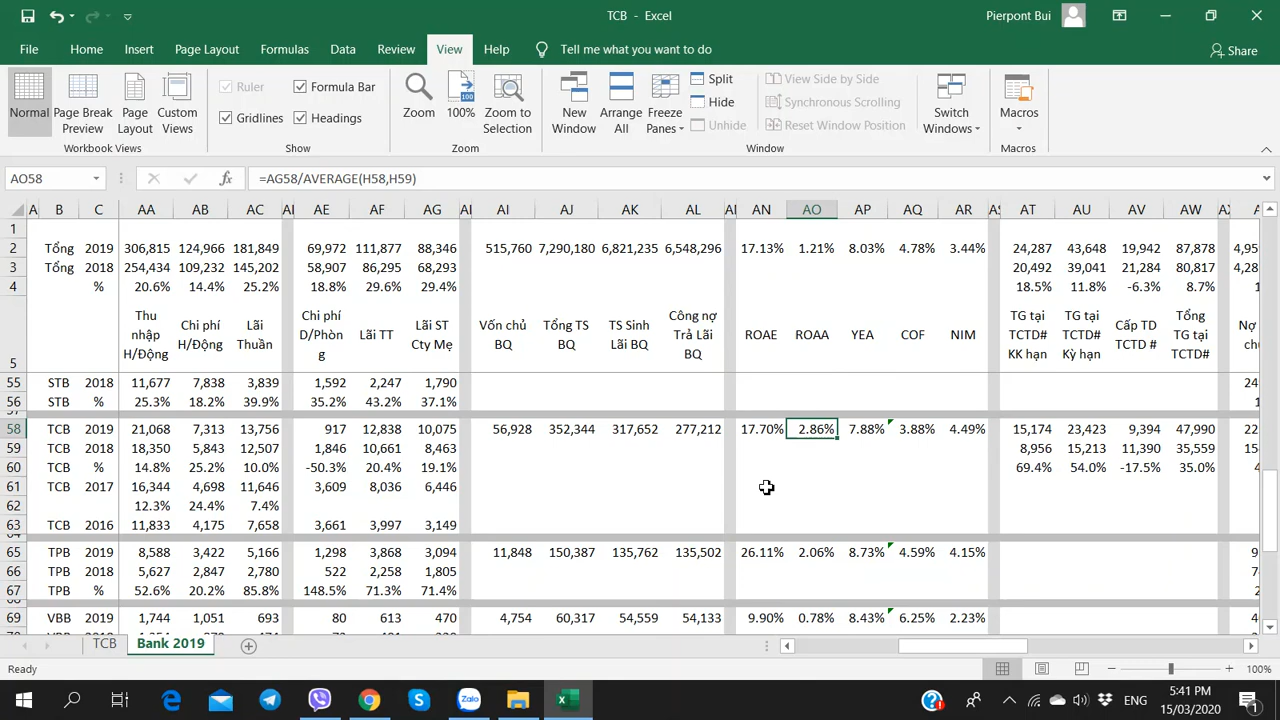 TCB - Excel
Pierpont Bui
File Home Insert Page Layout Formulas Data Review View Help Tell me what you want to do Share
Normal
Page Break Preview
Page Layout
Custom Views
Workbook Views
Ruler
Formula Bar
Gridlines
Headings
Show
Zoom
100%
Zoom to Selection
Zoom
New Window
Arrange All
Freeze Panes
Split
Hide
Unhide
View Side by Side
Synchronous Scrolling
Reset Window Position
Window
Switch Windows
Macros
Macros
AO58 fx =AG58/AVERAGE(H58,H59)
A B C AA AB AC AE AF AG AI AJ AK AL AN AO AP AQ AR AS AT AU AV AW AX
1
2 Tổng 2019 306,815 124,966 181,849 69,972 111,877 88,346 515,760 7,290,180 6,821,235 6,548,296 17.13% 1.21% 8.03% 4.78% 3.44% 24,287 43,648 19,942 87,878 4,95
3 Tổng 2018 254,434 109,232 145,202 58,907 86,295 68,293 20,492 39,041 21,284 80,817 4,28
4 % 20.6% 14.4% 25.2% 18.8% 29.6% 29.4% 18.5% 11.8% -6.3% 8.7% 1
5 Thu nhập H/Động Chi phí H/Động Lãi Thuần Chi phí D/Phòng Lãi TT Lãi ST Cty Mẹ Vốn chủ BQ Tổng TS BQ TS Sinh Lãi BQ Công nợ Trả Lãi BQ ROAE ROAA YEA COF NIM TG tại TCTD# KK hạn TG tại TCTD# Kỳ hạn Cấp TD TCTD # Tổng TG tại TCTD# Nợ
55 STB 2018 11,677 7,838 3,839 1,592 2,247 1,790 24
56 STB % 25.3% 18.2% 39.9% 35.2% 43.2% 37.1% 1
58 TCB 2019 21,068 7,313 13,756 917 12,838 10,075 56,928 352,344 317,652 277,212 17.70% 2.86% 7.88% 3.88% 4.49% 15,174 23,423 9,394 47,990 22
59 TCB 2018 18,350 5,843 12,507 1,846 10,661 8,463 8,956 15,213 11,390 35,559 15
60 TCB % 14.8% 25.2% 10.0% -50.3% 20.4% 19.1% 69.4% 54.0% -17.5% 35.0% 4
61 TCB 2017 16,344 4,698 11,646 3,609 8,036 6,446
62 12.3% 24.4% 7.4%
63 TCB 2016 11,833 4,175 7,658 3,661 3,997 3,149
65 TPB 2019 8,588 3,422 5,166 1,298 3,868 3,094 11,848 150,387 135,762 135,502 26.11% 2.06% 8.73% 4.59% 4.15% 9
66 TPB 2018 5,627 2,847 2,780 522 2,258 1,805 7
67 TPB % 52.6% 20.2% 85.8% 148.5% 71.3% 71.4% 2
69 VBB 2019 1,744 1,051 693 80 613 470 4,754 60,317 54,559 54,133 9.90% 0.78% 8.43% 6.25% 2.23% 4
TCB Bank 2019
Ready 100%
ENG 5:41 PM
15/03/2020